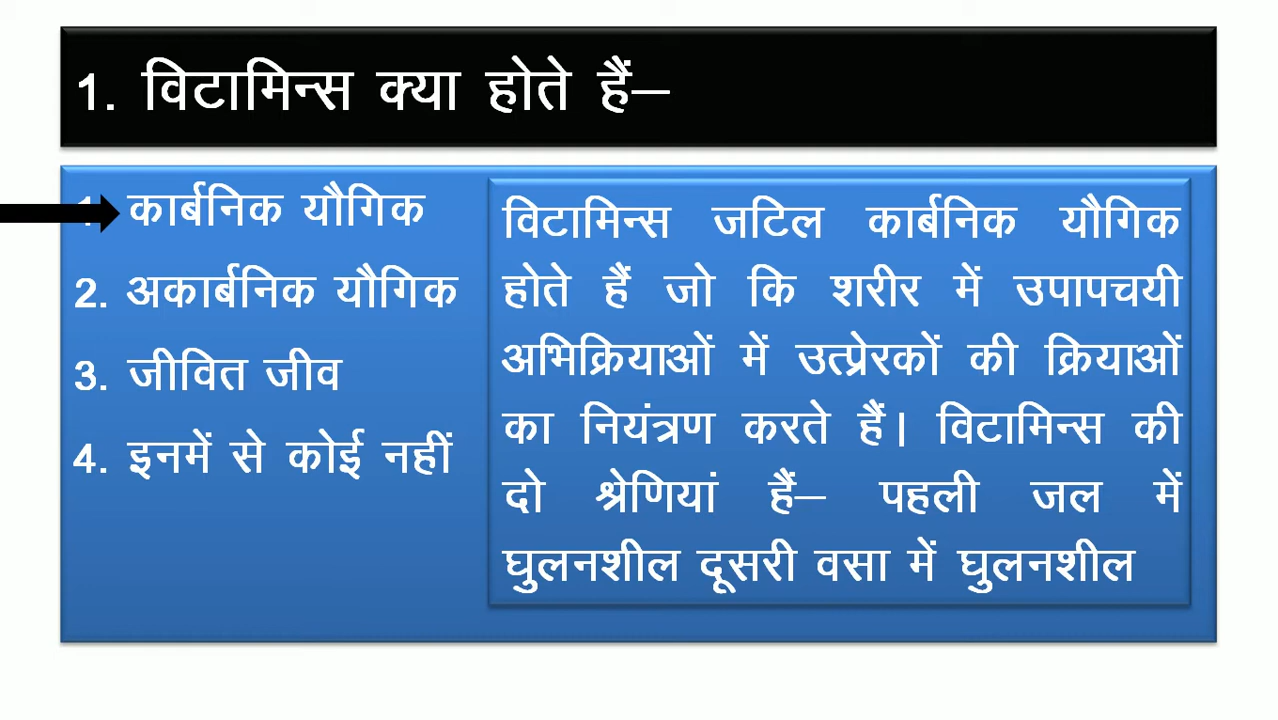 1. विटामिन्स क्या होते हैं–
1. कार्बनिक यौगिक
2. अकार्बनिक यौगिक
3. जीवित जीव
4. इनमें से कोई नहीं
विटामिन्स जटिल कार्बनिक यौगिक
होते हैं जो कि शरीर में उपापचयी
अभिक्रियाओं में उत्प्रेरकों की क्रियाओं
का नियंत्रण करते हैं। विटामिन्स की
दो श्रेणियां हैं– पहली जल में
घुलनशील दूसरी वसा में घुलनशील